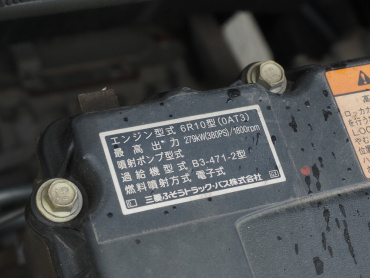 エンジン型式 6R10型(0AT3)
最高出力 279kW(380PS)/1800rpm
噴射ポンプ型式
過給機型式 B3-471-2型
燃料噴射方式 電子式
三菱ふそうトラック・バス株式会社